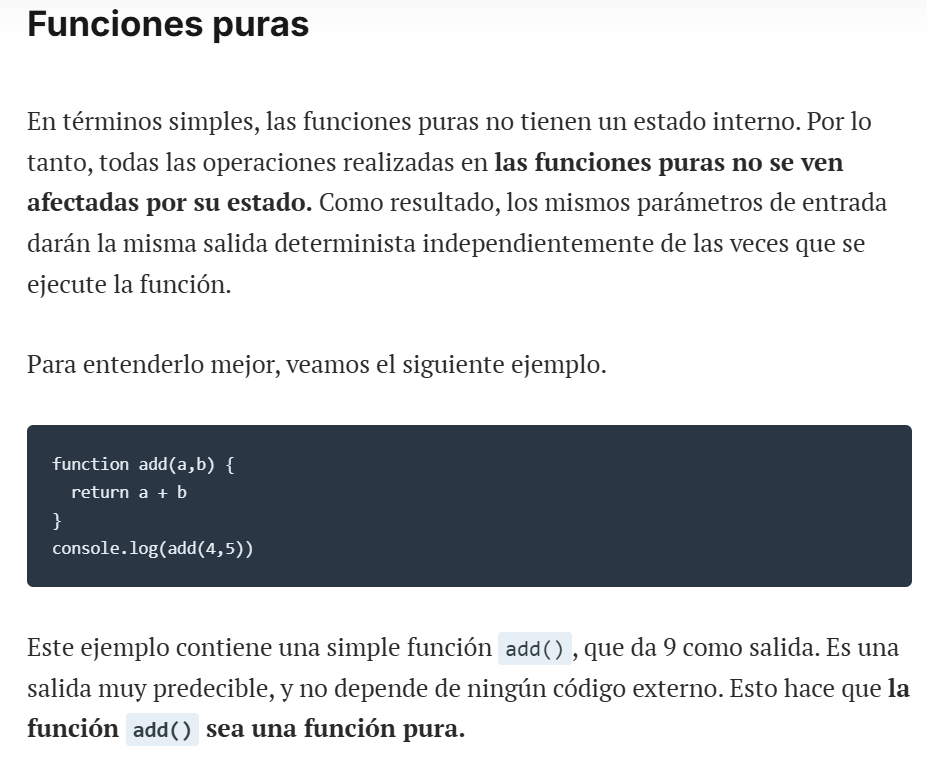 Funciones puras
En términos simples, las funciones puras no tienen un estado interno. Por lo
tanto, todas las operaciones realizadas en las funciones puras no se ven
afectadas por su estado. Como resultado, los mismos parámetros de entrada
darán la misma salida determinista independientemente de las veces que se
ejecute la función.
Para entenderlo mejor, veamos el siguiente ejemplo.
function add(a,b) {
  return a + b
}
console.log(add(4,5))
Este ejemplo contiene una simple función add(), que da 9 como salida. Es una
salida muy predecible, y no depende de ningún código externo. Esto hace que la
función add() sea una función pura.